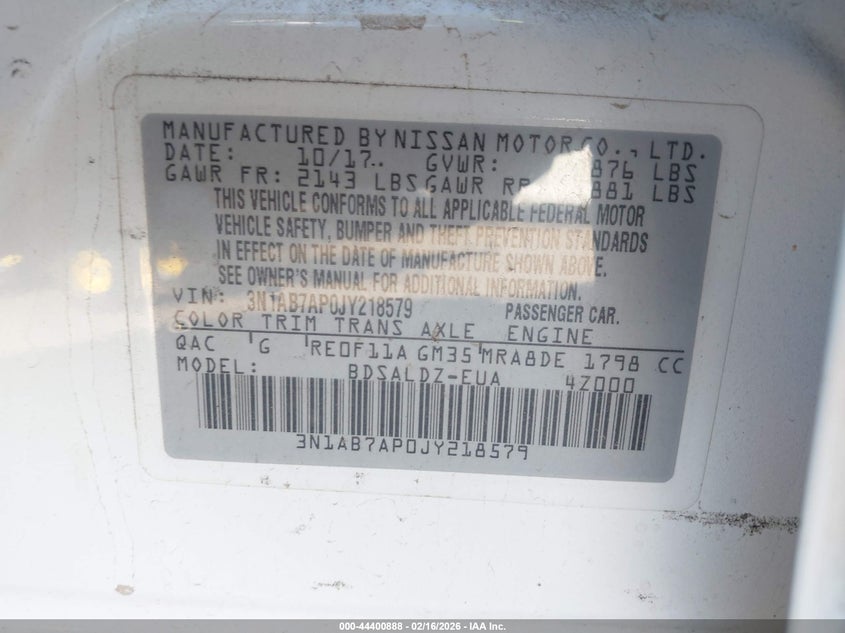 MANUFACTURED BY NISSAN MOTOR CO., LTD.
DATE: 10/17.. GVWR: 876 LBS
GAWR FR: 2143 LBS GAWR RR 881 LBS
THIS VEHICLE CONFORMS TO ALL APPLICABLE FEDERAL MOTOR
VEHICLE SAFETY, BUMPER AND THEFT PREVENTION STANDARDS
IN EFFECT ON THE DATE OF MANUFACTURE SHOWN ABOVE.
SEE OWNER'S MANUAL FOR ADDITIONAL INFORMATION.
VIN: 3N1AB7AP0JY218579 PASSENGER CAR.
COLOR TRIM TRANS AXLE ENGINE
QAC G RE0F11A GM35 MRA8DE 1798 CC
MODEL: BDSALDZ-EUA 4Z000
3N1AB7AP0JY218579
000-44400888 - 02/16/2026 - IAA Inc.